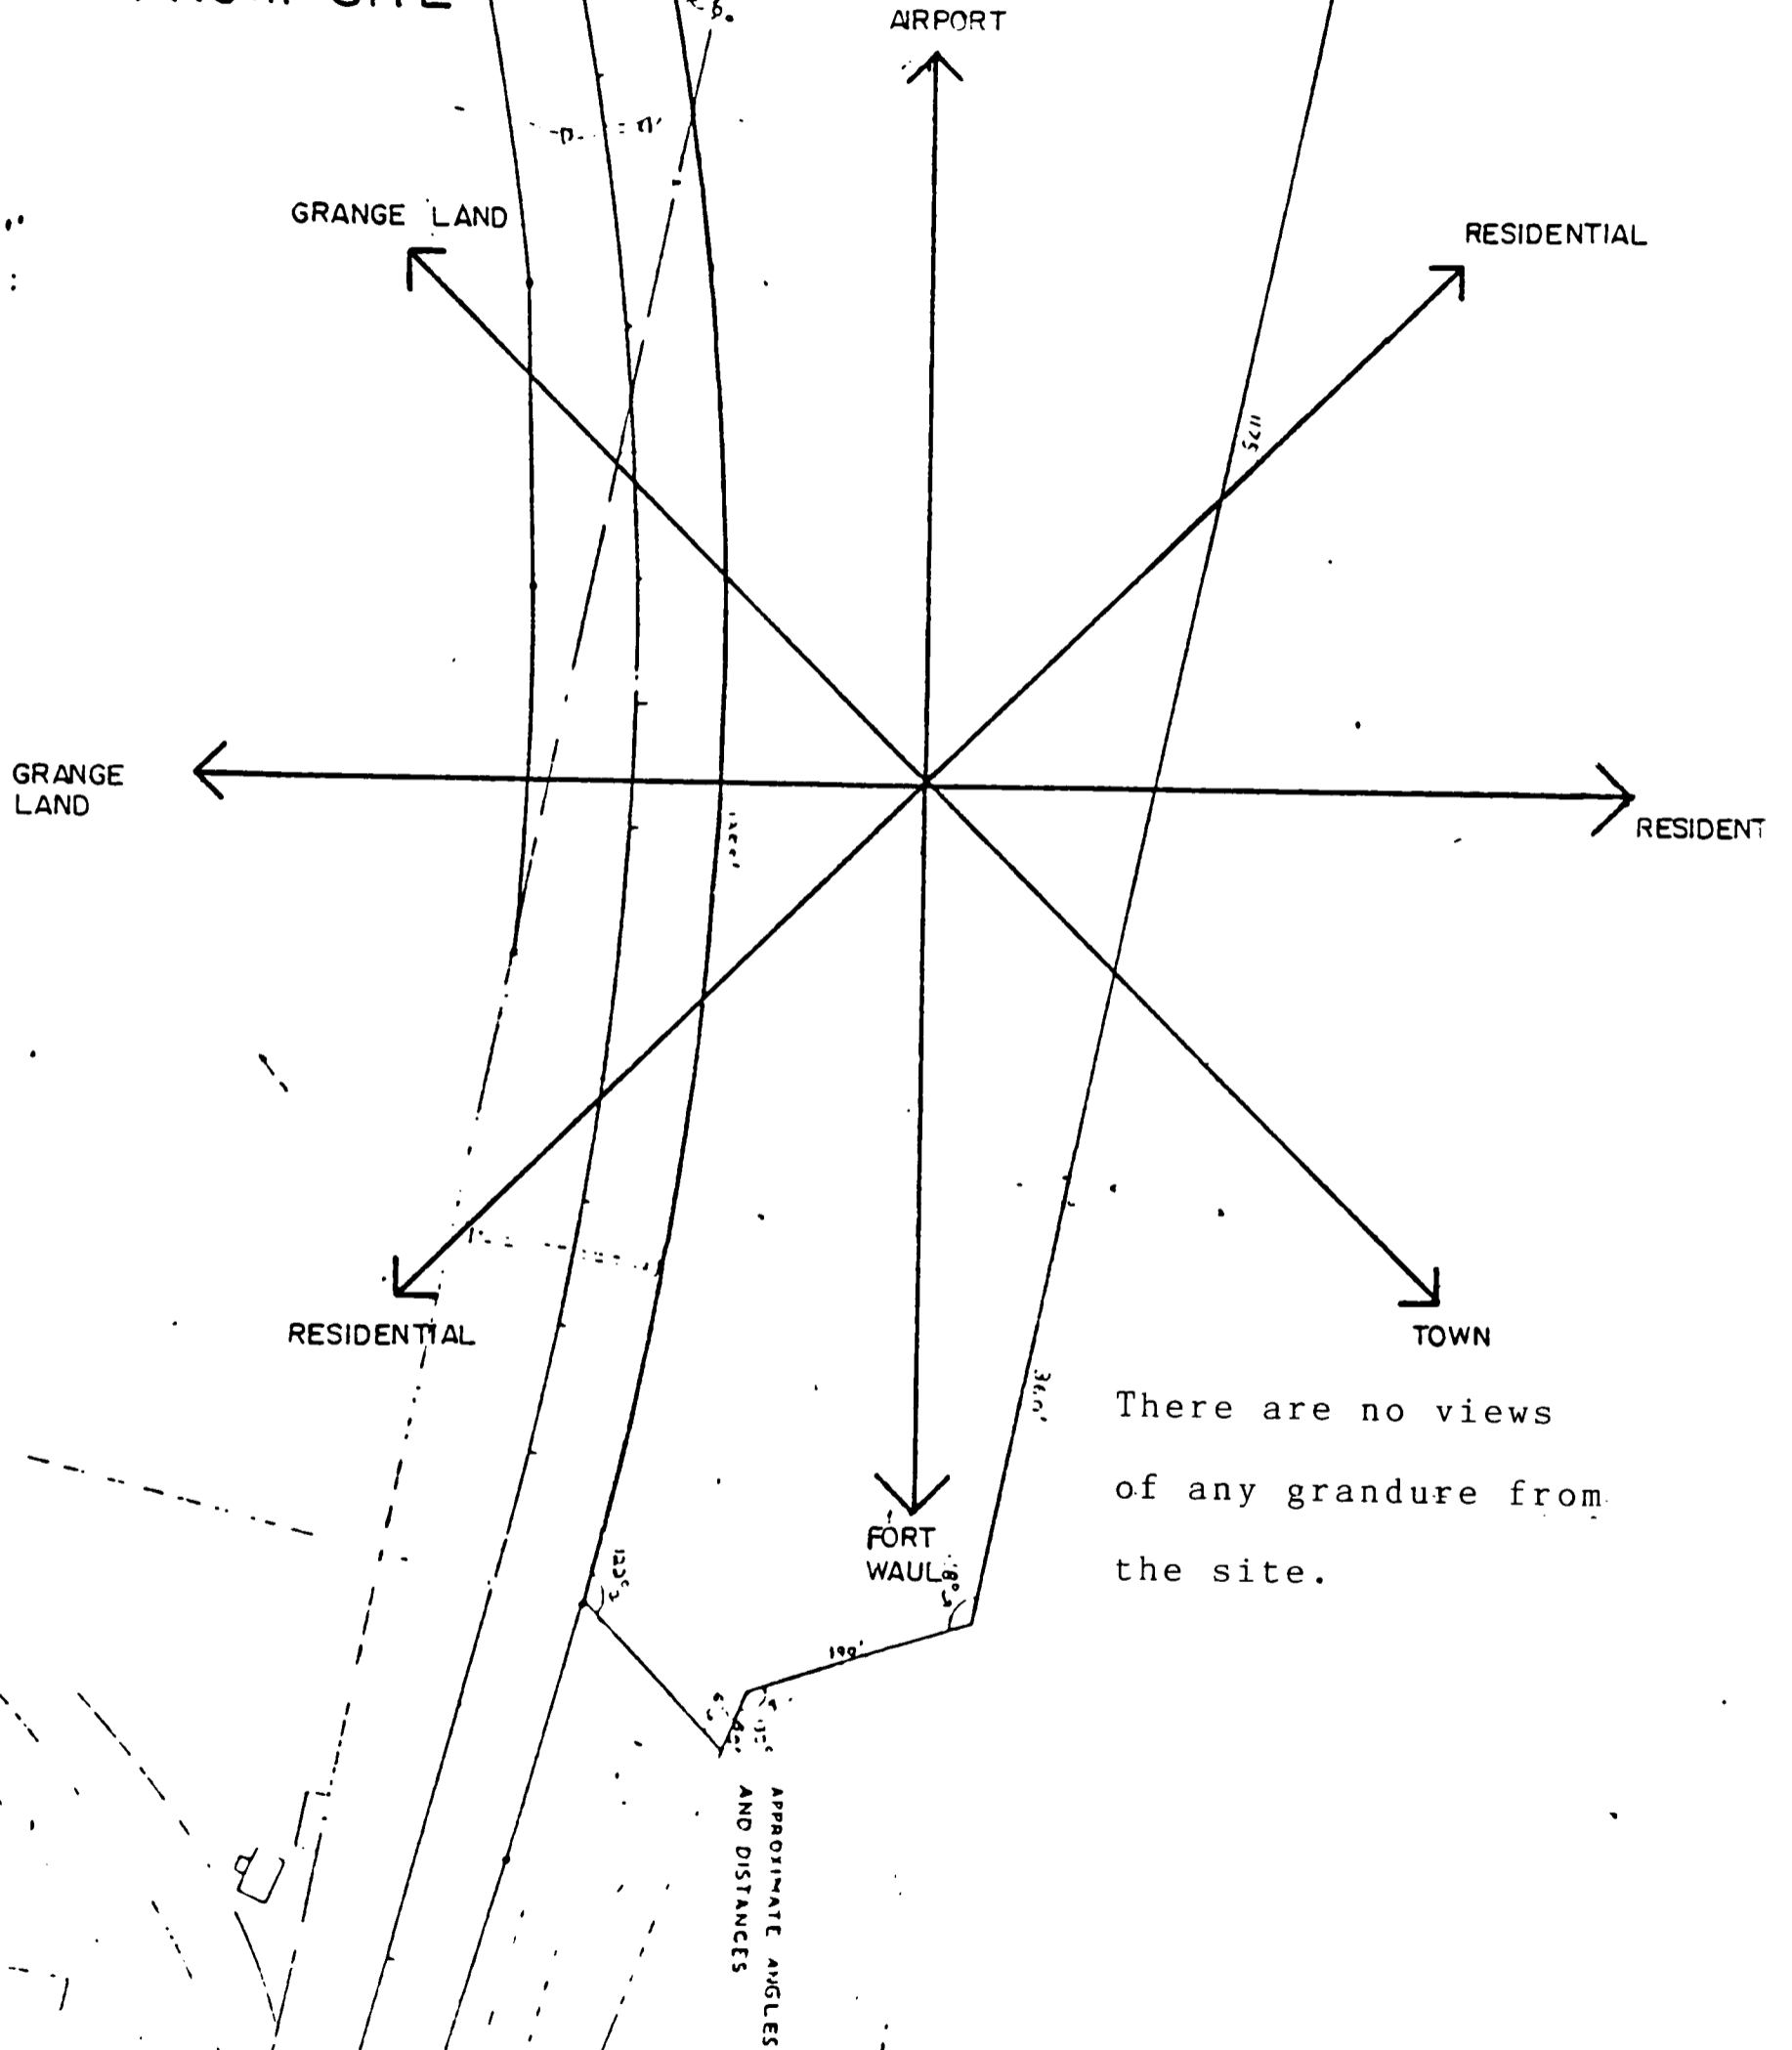 SITE
AIRPORT
GRANGE LAND
RESIDENTIAL
GRANGE
LAND
RESIDENT
RESIDENTIAL
TOWN
There are no views
of any grandure from
the site.
FORT
WAUL
199'
APPROXIMATE ANGLES
AND DISTANCES